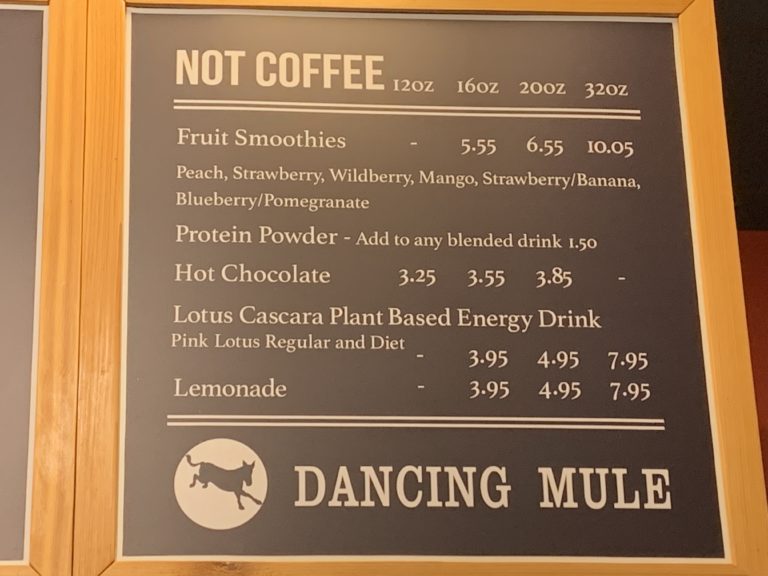 NOT COFFEE 12OZ 16OZ 20OZ 32OZ
Fruit Smoothies - 5.55 6.55 10.05
Peach, Strawberry, Wildberry, Mango, Strawberry/Banana,
Blueberry/Pomegranate
Protein Powder - Add to any blended drink 1.50
Hot Chocolate 3.25 3.55 3.85 -
Lotus Cascara Plant Based Energy Drink
Pink Lotus Regular and Diet
- 3.95 4.95 7.95
Lemonade - 3.95 4.95 7.95
DANCING MULE